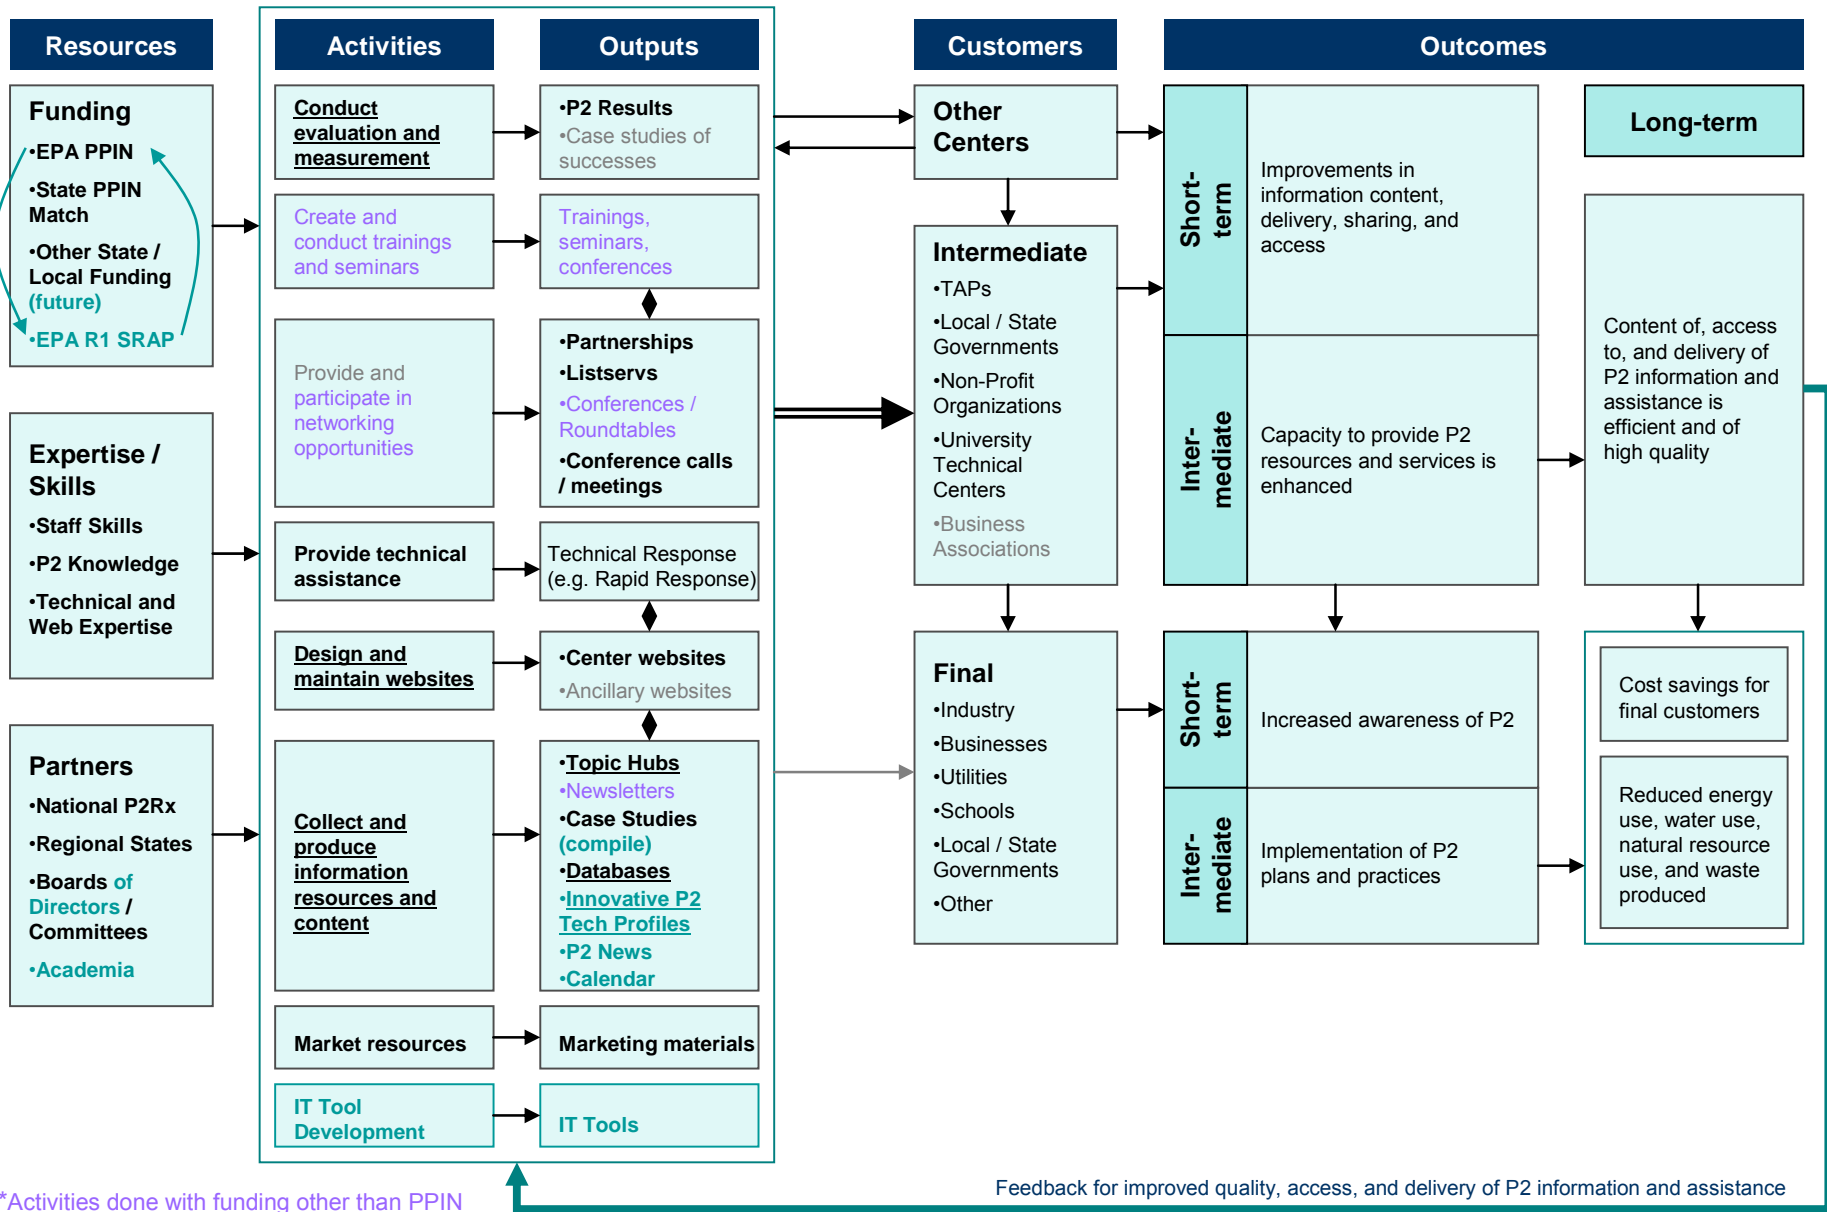 Resources
Activities
Outputs
Customers
Outcomes
Funding
•EPA PPIN
•State PPIN
Match
•Other State /
Local Funding
(future)
•EPA R1 SRAP
Expertise /
Skills
•Staff Skills
•P2 Knowledge
•Technical and
Web Expertise
Partners
•National P2Rx
•Regional States
•Boards of
Directors /
Committees
•Academia
Conduct
evaluation and
measurement
Create and
conduct trainings
and seminars
Provide and
participate in
networking
opportunities
Provide technical
assistance
Design and
maintain websites
Collect and
produce
information
resources and
content
Market resources
IT Tool
Development
•P2 Results
•Case studies of
successes
Trainings,
seminars,
conferences
•Partnerships
•Listservs
•Conferences /
Roundtables
•Conference calls
/ meetings
Technical Response
(e.g. Rapid Response)
•Center websites
•Ancillary websites
•Topic Hubs
•Newsletters
•Case Studies
(compile)
•Databases
•Innovative P2
Tech Profiles
•P2 News
•Calendar
Marketing materials
IT Tools
Other
Centers
Intermediate
•TAPs
•Local / State
Governments
•Non-Profit
Organizations
•University
Technical
Centers
•Business
Associations
Final
•Industry
•Businesses
•Utilities
•Schools
•Local / State
Governments
•Other
Short-
term
Improvements in
information content,
delivery, sharing, and
access
Inter-
mediate
Capacity to provide P2
resources and services is
enhanced
Short-
term
Increased awareness of P2
Inter-
mediate
Implementation of P2
plans and practices
Long-term
Content of, access
to, and delivery of
P2 information and
assistance is
efficient and of
high quality
Cost savings for
final customers
Reduced energy
use, water use,
natural resource
use, and waste
produced
*Activities done with funding other than PPIN
Feedback for improved quality, access, and delivery of P2 information and assistance